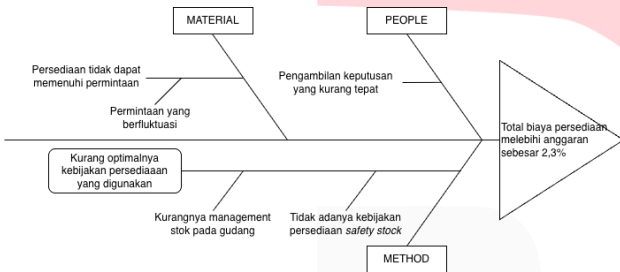 MATERIAL
PEOPLE
Persediaan tidak dapat
memenuhi permintaan
Pengambilan keputusan
yang kurang tepat
Permintaan yang
berfluktuasi
Total biaya persediaan
melebihi anggaran
sebesar 2,3%
Kurang optimalnya
kebijakan persediaaan
yang digunakan
Kurangnya management
stok pada gudang
Tidak adanya kebijakan
persediaan safety stock
METHOD